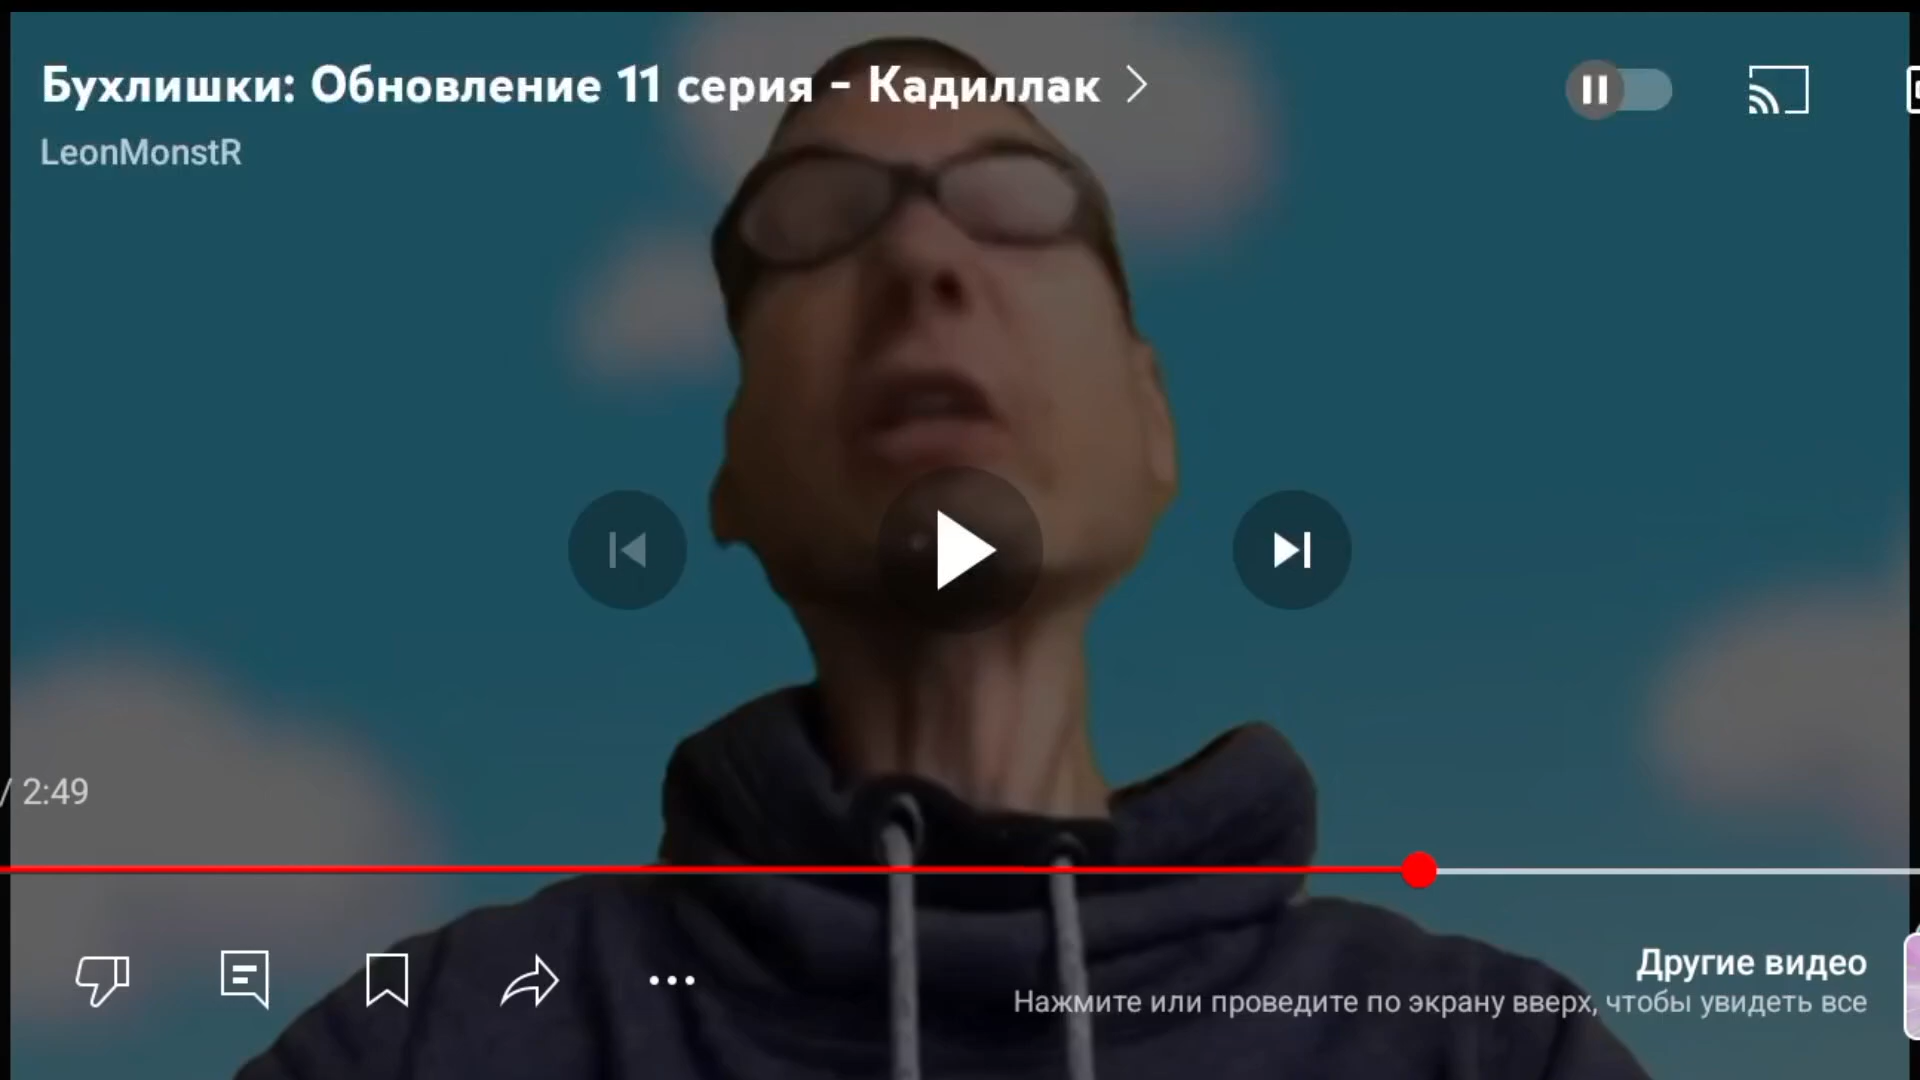 Бухлишки: Обновление 11 серия - Кадиллак
LeonMonstR
/ 2:49
Другие видео
Нажмите или проведите по экрану вверх, чтобы увидеть все